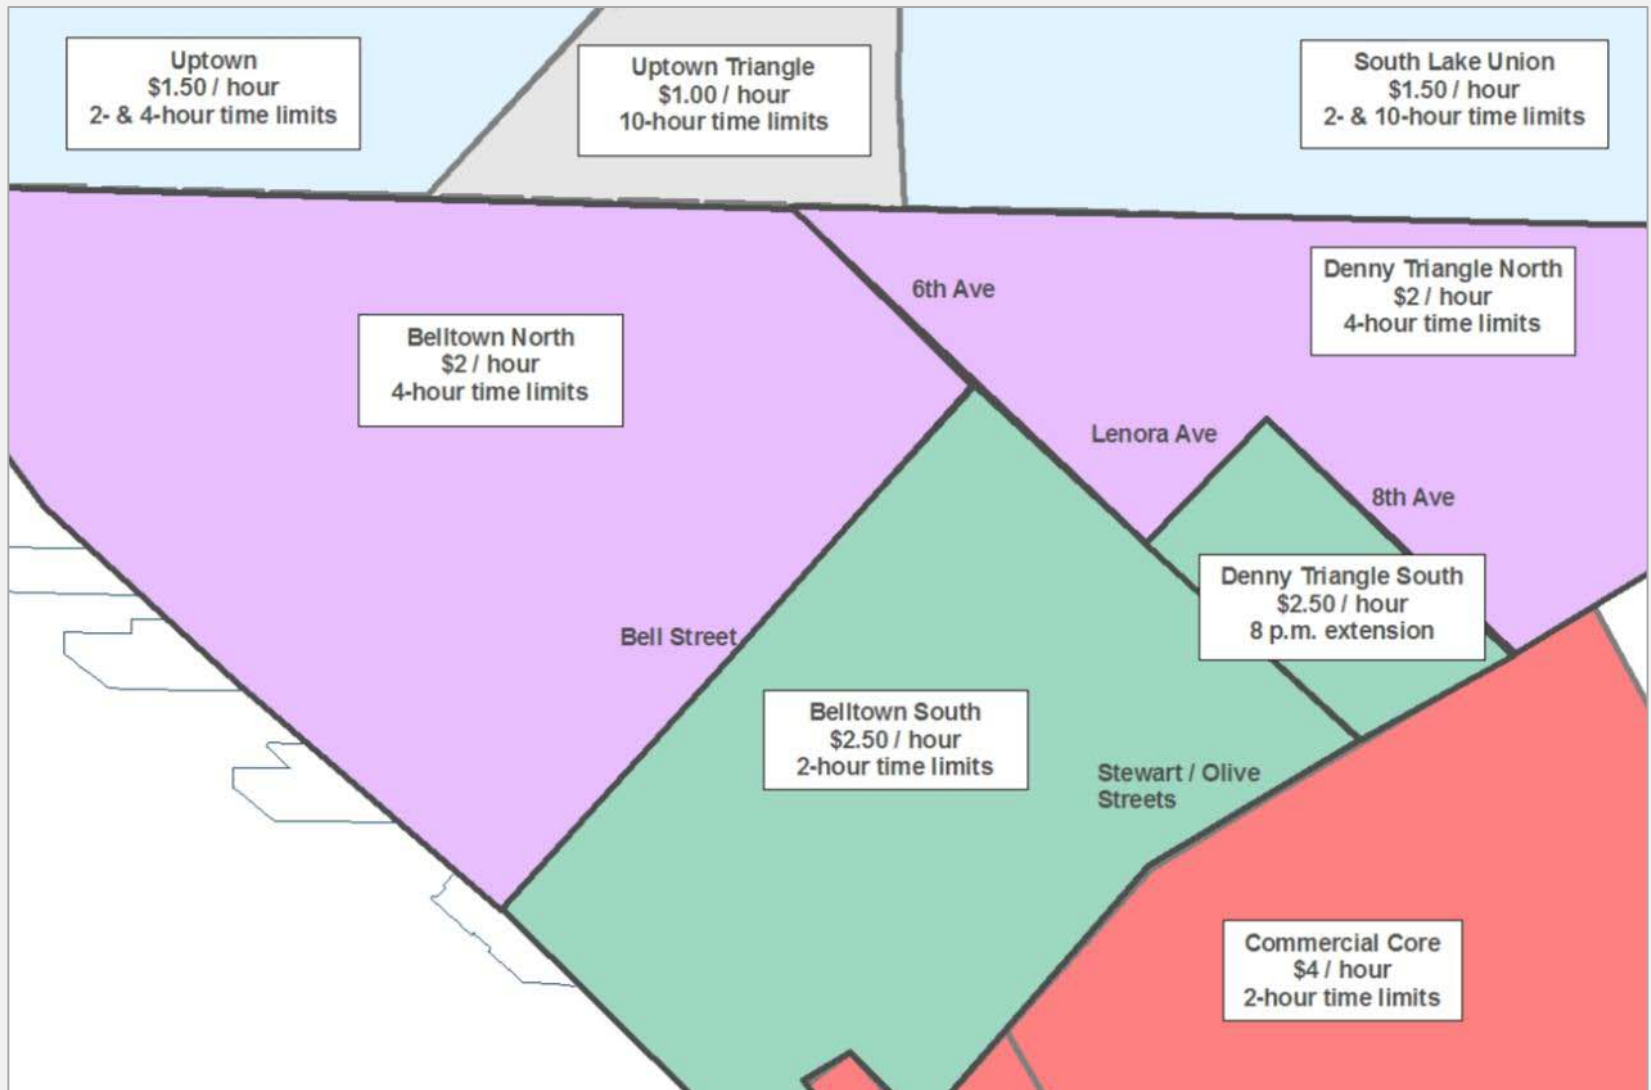 Uptown
$1.50 / hour
2- & 4-hour time limits
Uptown Triangle
$1.00 / hour
10-hour time limits
South Lake Union
$1.50 / hour
2- & 10-hour time limits
6th Ave
Denny Triangle North
$2 / hour
4-hour time limits
Belltown North
$2 / hour
4-hour time limits
Lenora Ave
8th Ave
Denny Triangle South
$2.50 / hour
8 p.m. extension
Bell Street
Belltown South
$2.50 / hour
2-hour time limits
Stewart / Olive
Streets
Commercial Core
$4 / hour
2-hour time limits